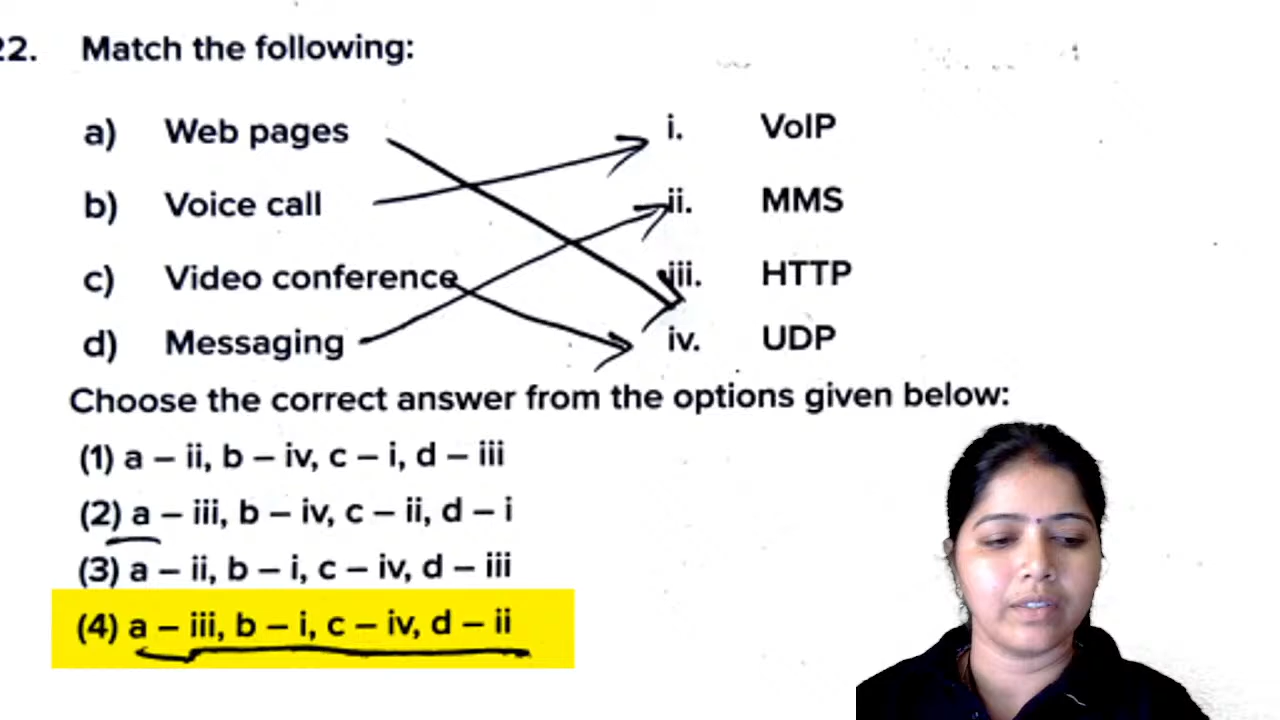 22. Match the following:
a) Web pages i. VoIP
b) Voice call ii. MMS
c) Video conference iii. HTTP
d) Messaging iv. UDP
Choose the correct answer from the options given below:
(1) a – ii, b – iv, c – i, d – iii
(2) a – iii, b – iv, c – ii, d – i
(3) a – ii, b – i, c – iv, d – iii
(4) a – iii, b – i, c – iv, d – ii